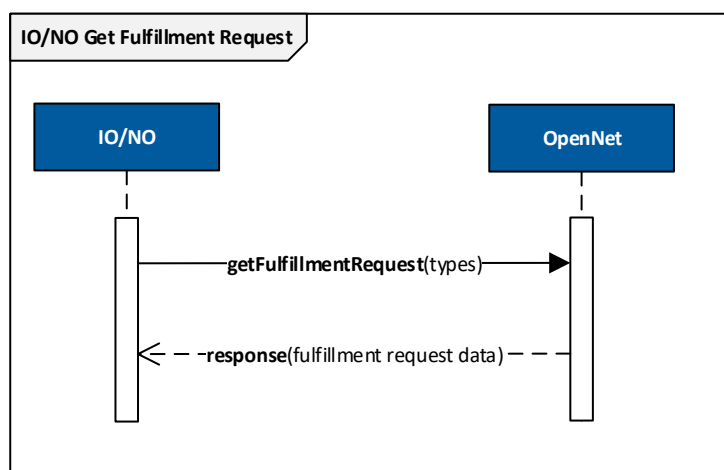 IO/NO Get Fulfillment Request
IO/NO
OpenNet
getFulfillmentRequest(types)
response(fulfillment request data)